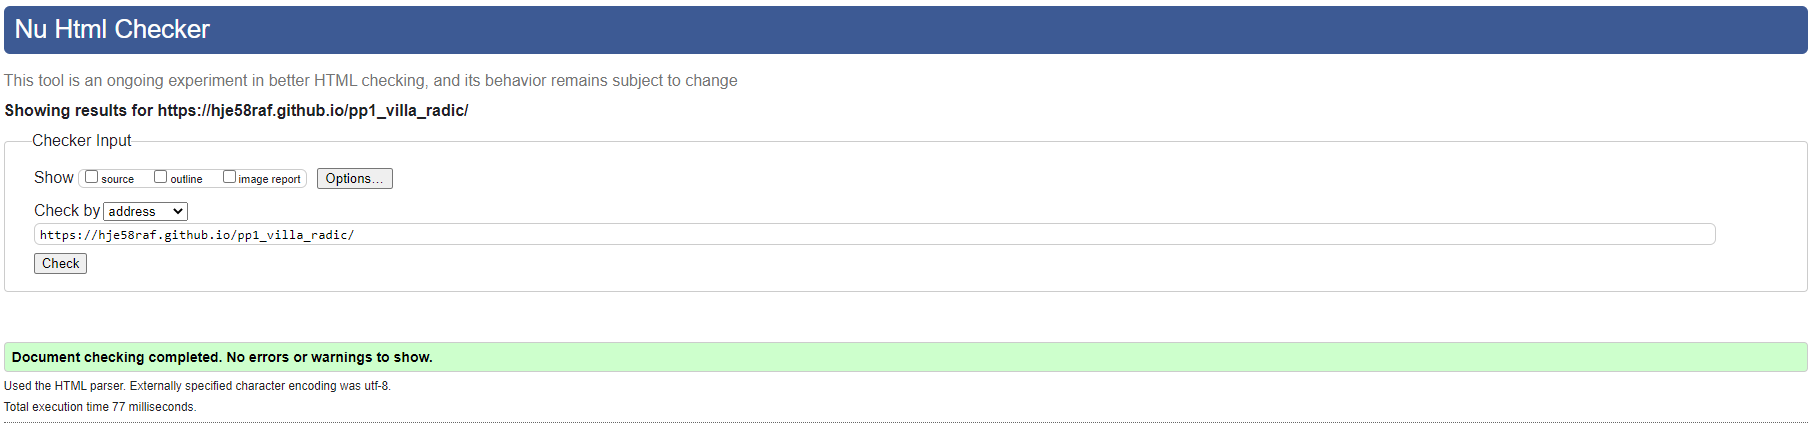 Nu Html Checker
This tool is an ongoing experiment in better HTML checking, and its behavior remains subject to change
Showing results for https://hje58raf.github.io/pp1_villa_radic/
Checker Input
Show source outline image report Options...
Check by address
https://hje58raf.github.io/pp1_villa_radic/
Check
Document checking completed. No errors or warnings to show.
Used the HTML parser. Externally specified character encoding was utf-8.
Total execution time 77 milliseconds.